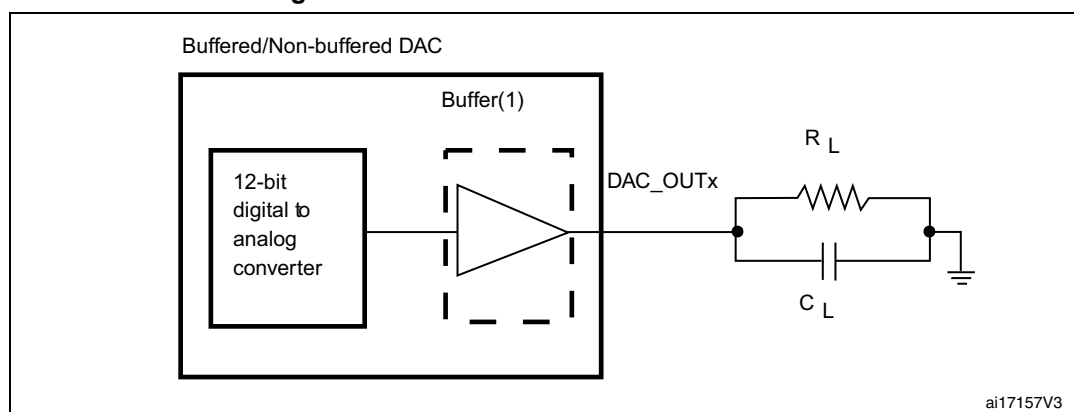 Buffered/Non-buffered DAC
Buffer(1)
12-bit
digital to
analog
converter
DAC_OUTx
R L
C L
ai17157V3